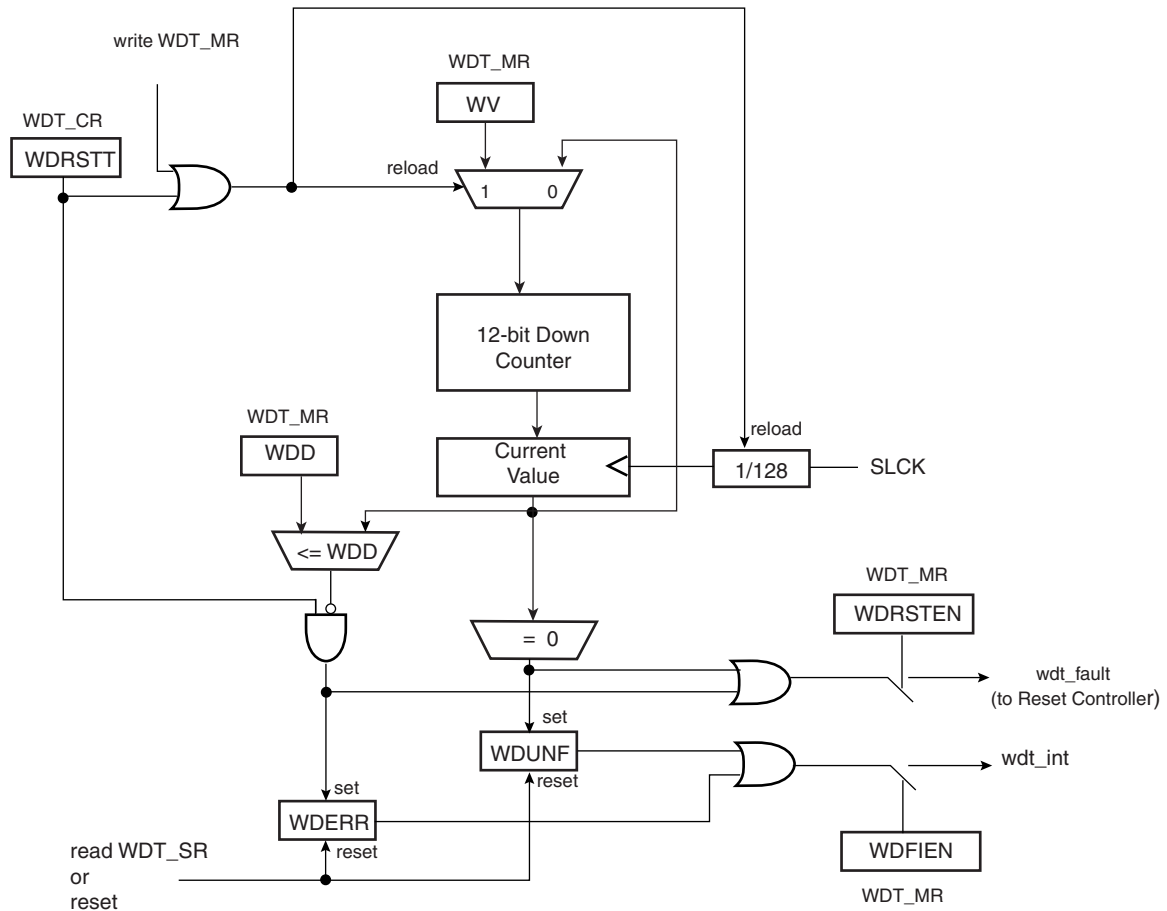 write WDT_MR
WDT_MR
WV
WDT_CR
WDRSTT
reload
1 0
12-bit Down
Counter
WDT_MR
WDD
Current
Value
reload
1/128
SLCK
<= WDD
WDT_MR
WDRSTEN
= 0
wdt_fault
(to Reset Controller)
set
WDUNF
reset
wdt_int
set
WDERR
reset
WDFIEN
WDT_MR
read WDT_SR
or
reset